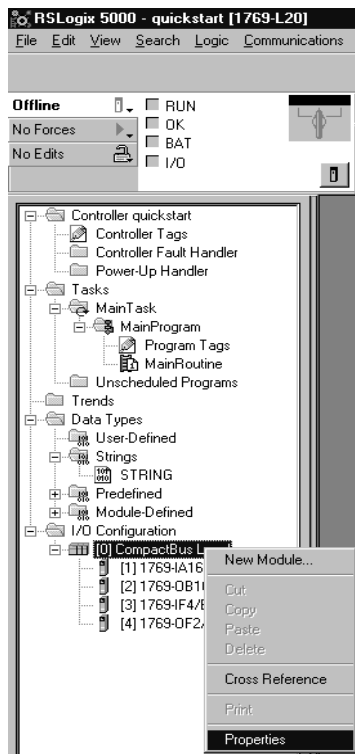 RSLogix 5000 - quickstart [1769-L20]
File Edit View Search Logic Communications
Offline
RUN
No Forces
OK
BAT
No Edits
I/O
Controller quickstart
Controller Tags
Controller Fault Handler
Power-Up Handler
Tasks
MainTask
MainProgram
Program Tags
MainRoutine
Unscheduled Programs
Trends
Data Types
User-Defined
Strings
STRING
Predefined
Module-Defined
I/O Configuration
[0] CompactBus
[1] 1769-IA16
[2] 1769-OB1
[3] 1769-IF4/
[4] 1769-OF2
New Module...
Cut
Copy
Paste
Delete
Cross Reference
Print
Properties